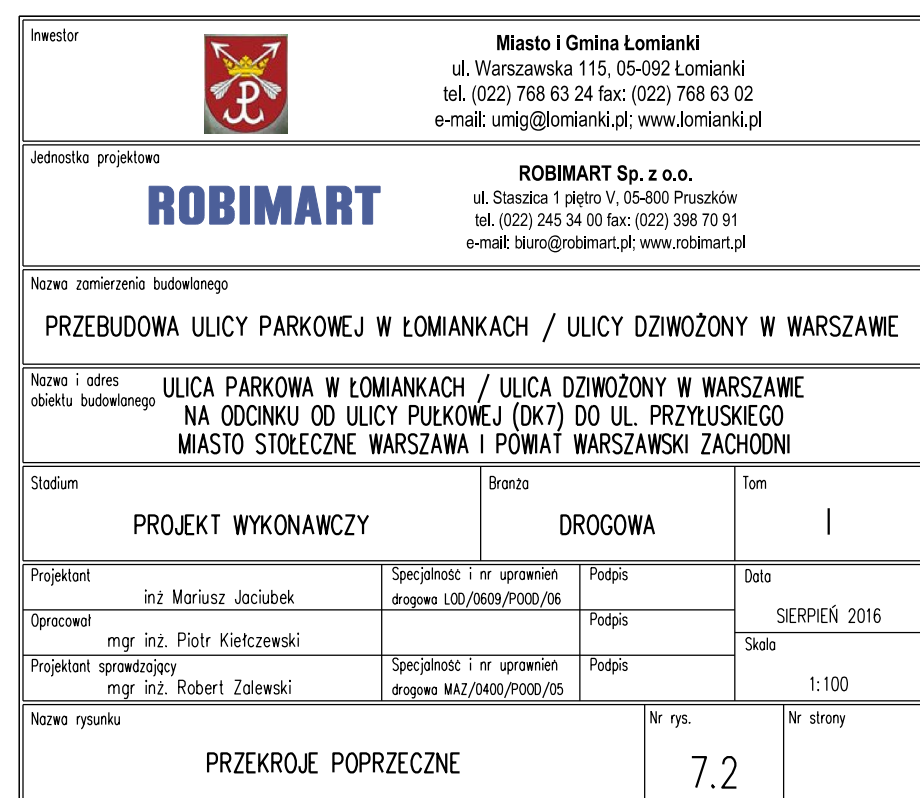 Inwestor
Miasto i Gmina Łomianki
ul. Warszawska 115, 05-092 Łomianki
tel. (022) 768 63 24 fax: (022) 768 63 02
e-mail: umig@lomianki.pl; www.lomianki.pl
Jednostka projektowa
ROBIMART
ROBIMART Sp. z o.o.
ul. Staszica 1 piętro V, 05-800 Pruszków
tel. (022) 245 34 00 fax: (022) 398 70 91
e-mail: biuro@robimart.pl; www.robimart.pl
Nazwa zamierzenia budowlanego
PRZEBUDOWA ULICY PARKOWEJ W ŁOMIANKACH / ULICY DZIWOŻONY W WARSZAWIE
Nazwa i adres
obiektu budowlanego
ULICA PARKOWA W ŁOMIANKACH / ULICA DZIWOŻONY W WARSZAWIE
NA ODCINKU OD ULICY PUŁKOWEJ (DK7) DO UL. PRZYŁUSKIEGO
MIASTO STOŁECZNE WARSZAWA I POWIAT WARSZAWSKI ZACHODNI
Stadium
PROJEKT WYKONAWCZY
Branża
DROGOWA
Tom
I
Projektant
inż Mariusz Jaciubek
Specjalność i nr uprawnień
drogowa LOD/0609/POOD/06
Podpis
Data
SIERPIEŃ 2016
Opracował
mgr inż. Piotr Kiełczewski
Podpis
Skala
1:100
Projektant sprawdzający
mgr inż. Robert Zalewski
Specjalność i nr uprawnień
drogowa MAZ/0400/POOD/05
Podpis
Nazwa rysunku
PRZEKROJE POPRZECZNE
Nr rys.
7.2
Nr strony